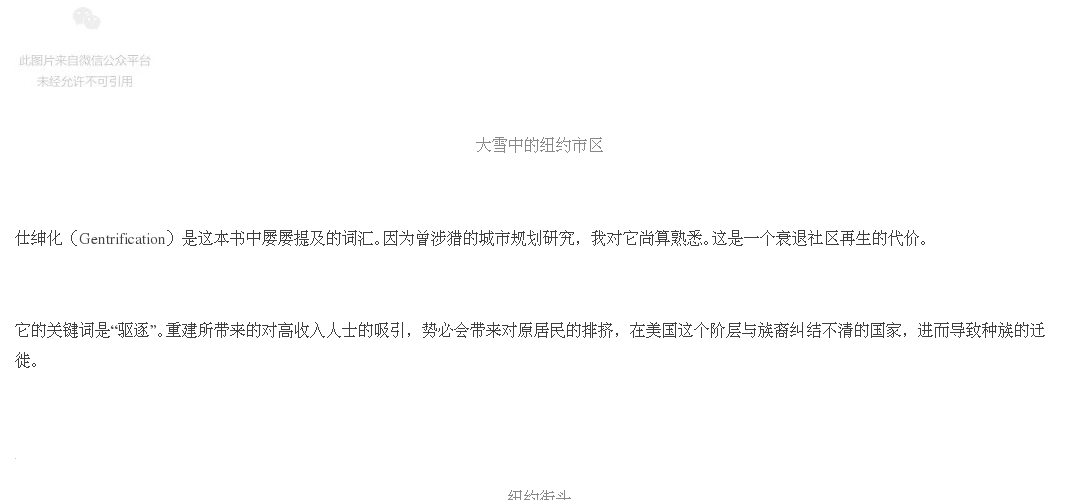 此图片来自微信公众平台
未经允许不可引用
大雪中的纽约市区
仕绅化（Gentrification）是这本书中屡屡提及的词汇。因为曾涉猎的城市规划研究，我对它尚算熟悉。这是一个衰退社区再生的代价。
它的关键词是“驱逐”。重建所带来的对高收入人士的吸引，势必会带来对原居民的排挤，在美国这个阶层与族裔纠结不清的国家，进而导致种族的迁
徙。
纽约街头